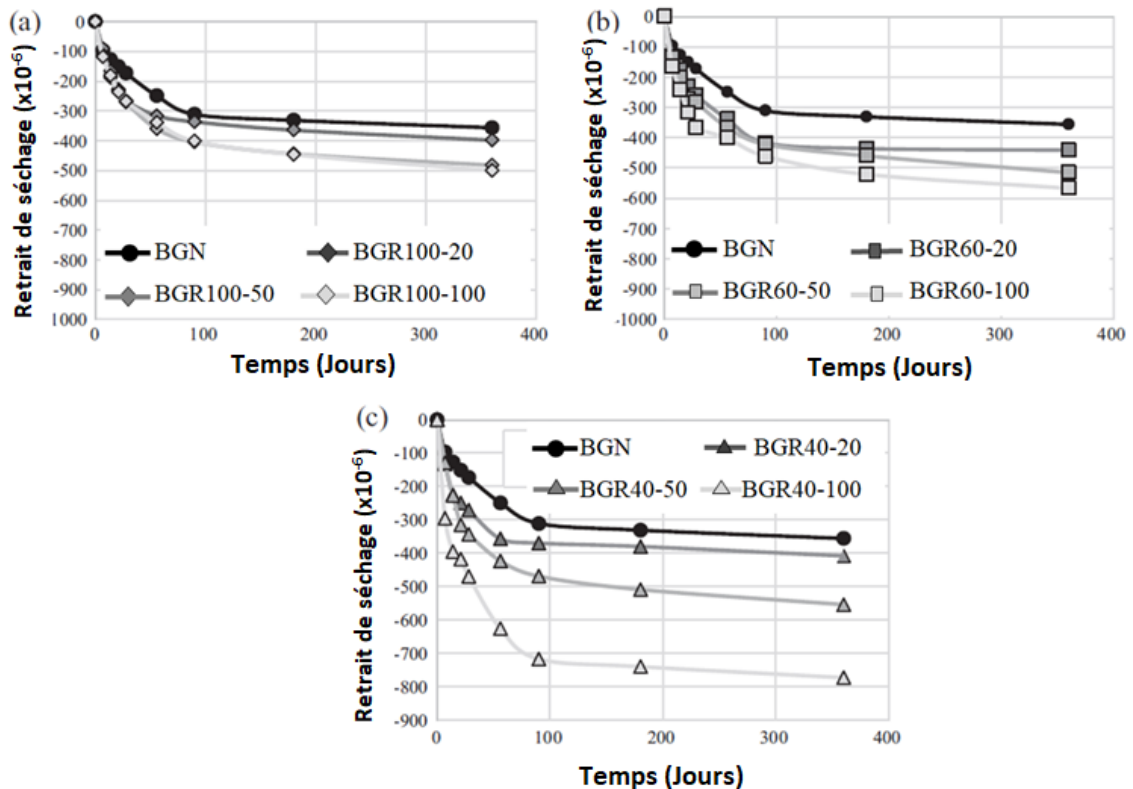 (a)
0
-100
-200
-300
-400
-500
-600
-700
-800
-900
1000
Retrait de séchage (x10⁻⁶)
BGN
BGR100-20
BGR100-50
BGR100-100
0
100
200
300
400
Temps (Jours)
(b)
0
-100
-200
-300
-400
-500
-600
-700
-800
-900
-1000
Retrait de séchage (x10⁻⁶)
BGN
BGR60-20
BGR60-50
BGR60-100
0
100
200
300
400
Temps (Jours)
(c)
0
-100
-200
-300
-400
-500
-600
-700
-800
-900
Retrait de séchage (x10⁻⁶)
BGN
BGR40-20
BGR40-50
BGR40-100
0
100
200
300
400
Temps (Jours)